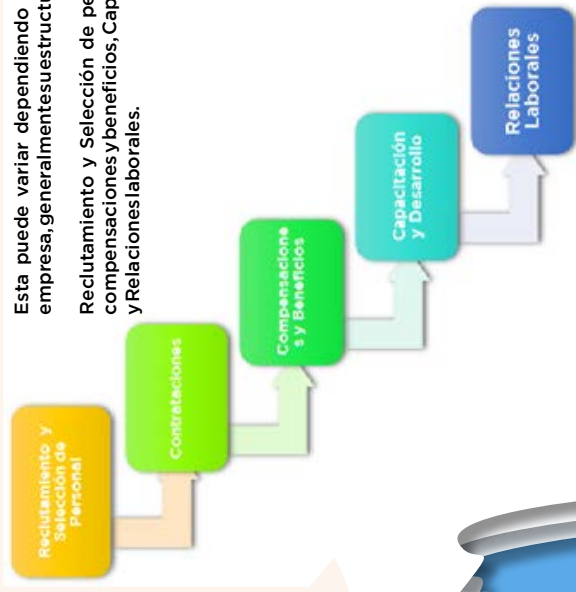 Esta puede variar dependiendo
empresa, generalmente su estructu
Reclutamiento y Selección de pe
compensaciones y beneficios, Cap
y Relaciones laborales.
Reclutamiento y
Selección de
Personal
Contrataciones
Compensacione
s y Beneficios
Capacitación
y Desarrollo
Relaciones
Laborales